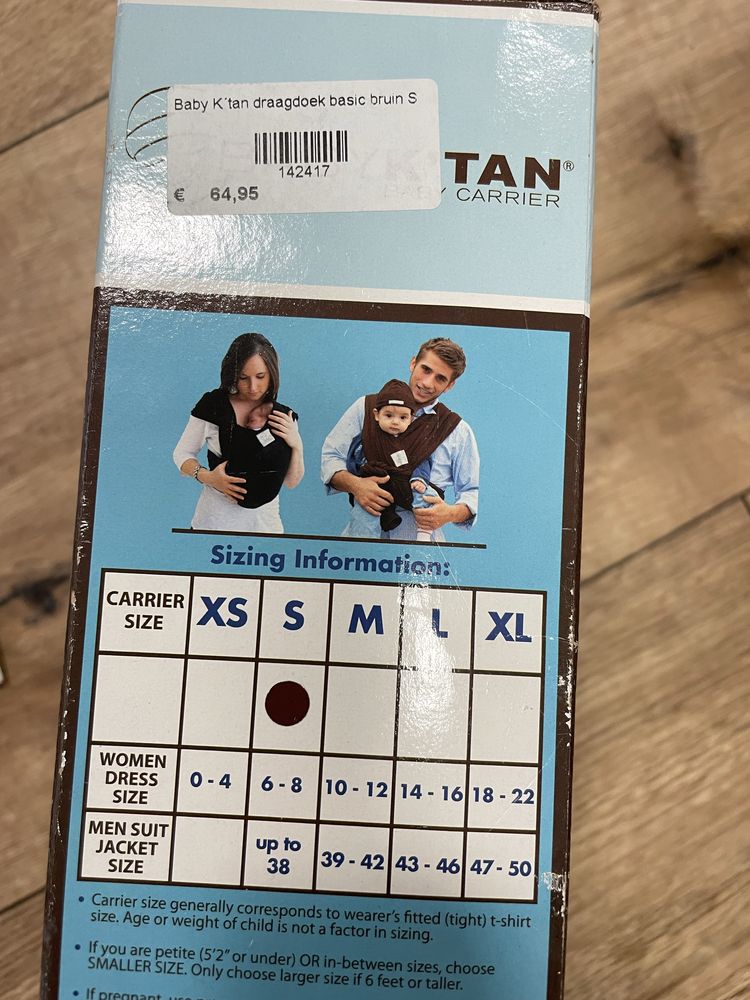 Baby K'tan draagdoek basic bruin S
142417
€ 64,95
K'TAN®
BABY CARRIER
Sizing Information:
CARRIER SIZE XS S M L XL
WOMEN DRESS SIZE 0 - 4 6 - 8 10 - 12 14 - 16 18 - 22
MEN SUIT JACKET SIZE up to 38 39 - 42 43 - 46 47 - 50
• Carrier size generally corresponds to wearer's fitted (tight) t-shirt
size. Age or weight of child is not a factor in sizing.
• If you are petite (5'2" or under) OR in-between sizes, choose
SMALLER SIZE. Only choose larger size if 6 feet or taller.
• If pregnant, use